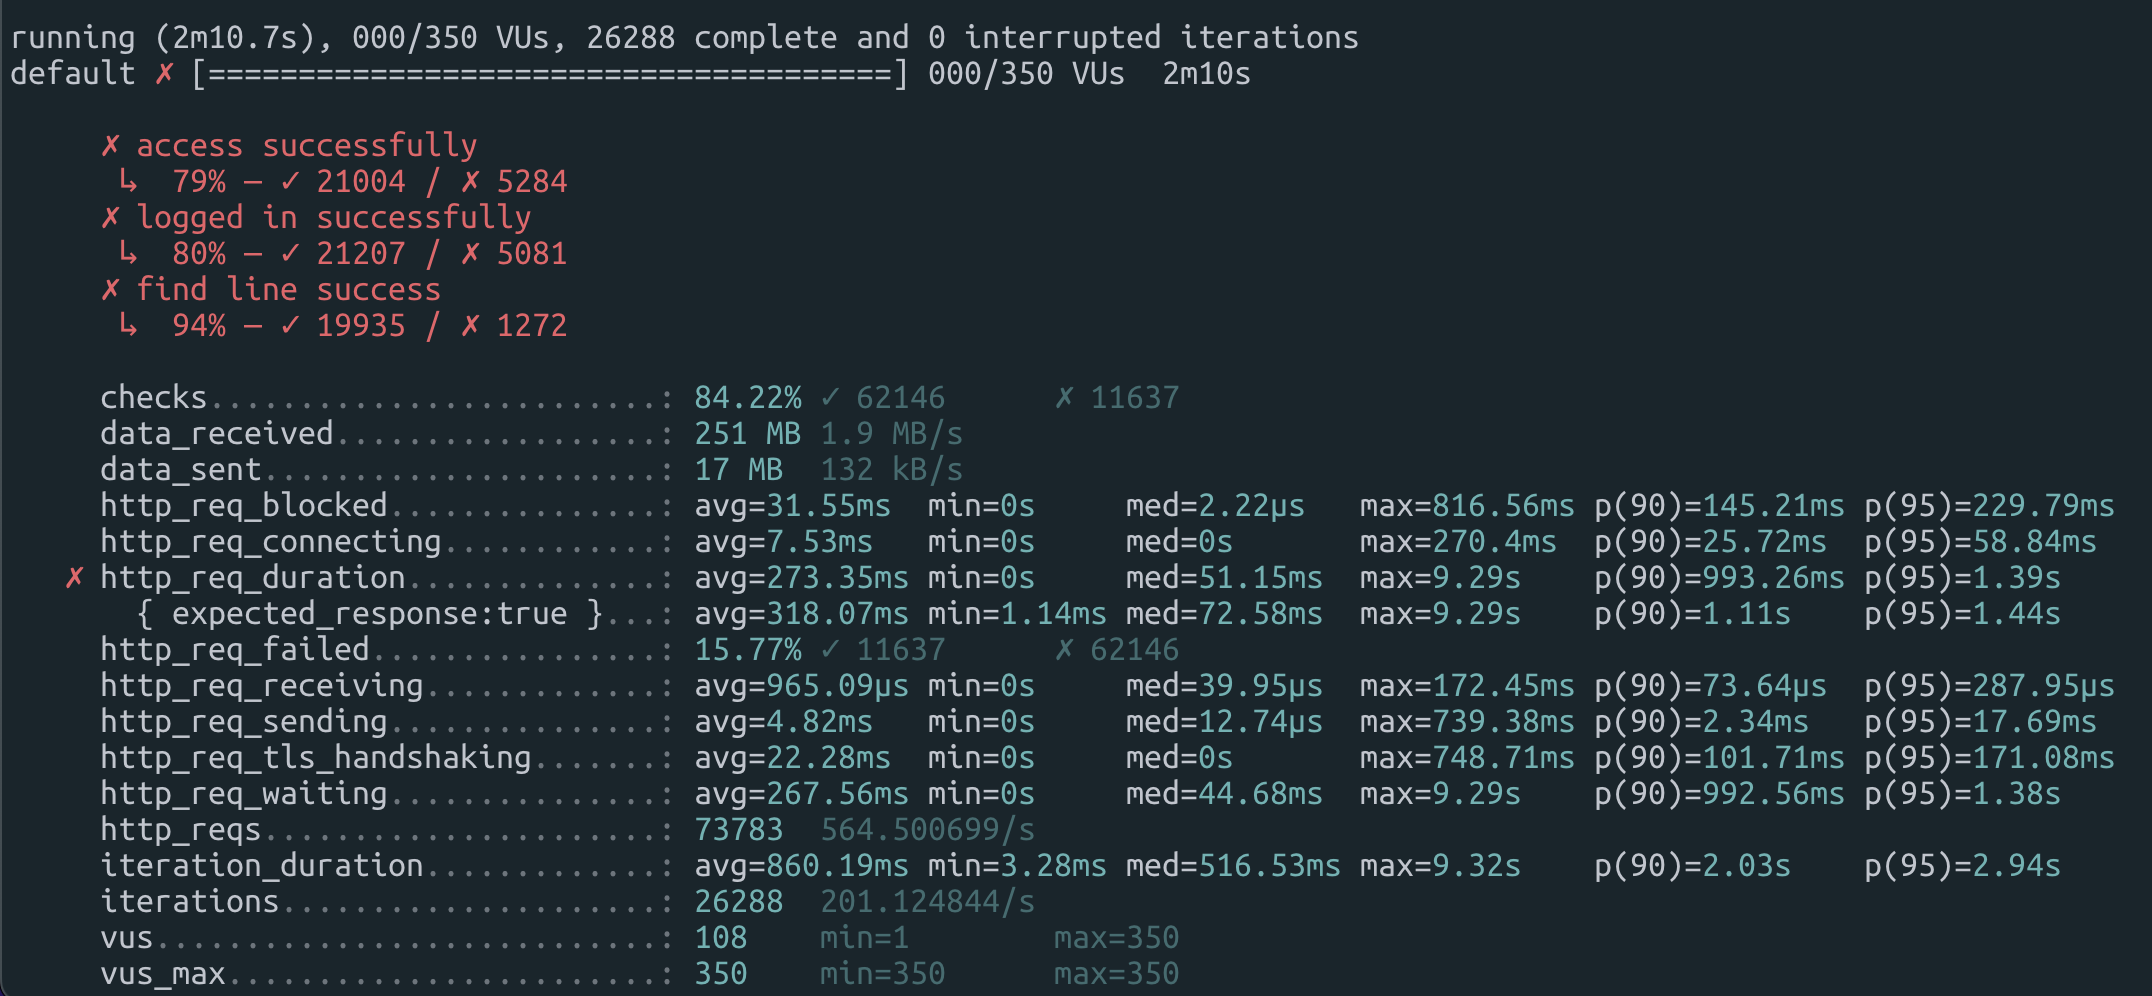 running (2m10.7s), 000/350 VUs, 26288 complete and 0 interrupted iterations
default ✗ [======================================] 000/350 VUs  2m10s
✗ access successfully
↳  79% — ✓ 21004 / ✗ 5284
✗ logged in successfully
↳  80% — ✓ 21207 / ✗ 5081
✗ find line success
↳  94% — ✓ 19935 / ✗ 1272
checks.........................: 84.22% ✓ 62146      ✗ 11637
data_received..................: 251 MB 1.9 MB/s
data_sent......................: 17 MB  132 kB/s
http_req_blocked...............: avg=31.55ms  min=0s     med=2.22µs   max=816.56ms p(90)=145.21ms p(95)=229.79ms
http_req_connecting............: avg=7.53ms   min=0s     med=0s       max=270.4ms  p(90)=25.72ms  p(95)=58.84ms
✗ http_req_duration..............: avg=273.35ms min=0s     med=51.15ms  max=9.29s    p(90)=993.26ms p(95)=1.39s
{ expected_response:true }...: avg=318.07ms min=1.14ms med=72.58ms  max=9.29s    p(90)=1.11s    p(95)=1.44s
http_req_failed................: 15.77% ✓ 11637      ✗ 62146
http_req_receiving.............: avg=965.09µs min=0s     med=39.95µs  max=172.45ms p(90)=73.64µs  p(95)=287.95µs
http_req_sending...............: avg=4.82ms   min=0s     med=12.74µs  max=739.38ms p(90)=2.34ms   p(95)=17.69ms
http_req_tls_handshaking.......: avg=22.28ms  min=0s     med=0s       max=748.71ms p(90)=101.71ms p(95)=171.08ms
http_req_waiting...............: avg=267.56ms min=0s     med=44.68ms  max=9.29s    p(90)=992.56ms p(95)=1.38s
http_reqs......................: 73783  564.500699/s
iteration_duration.............: avg=860.19ms min=3.28ms med=516.53ms max=9.32s    p(90)=2.03s    p(95)=2.94s
iterations.....................: 26288  201.124844/s
vus............................: 108    min=1        max=350
vus_max........................: 350    min=350      max=350